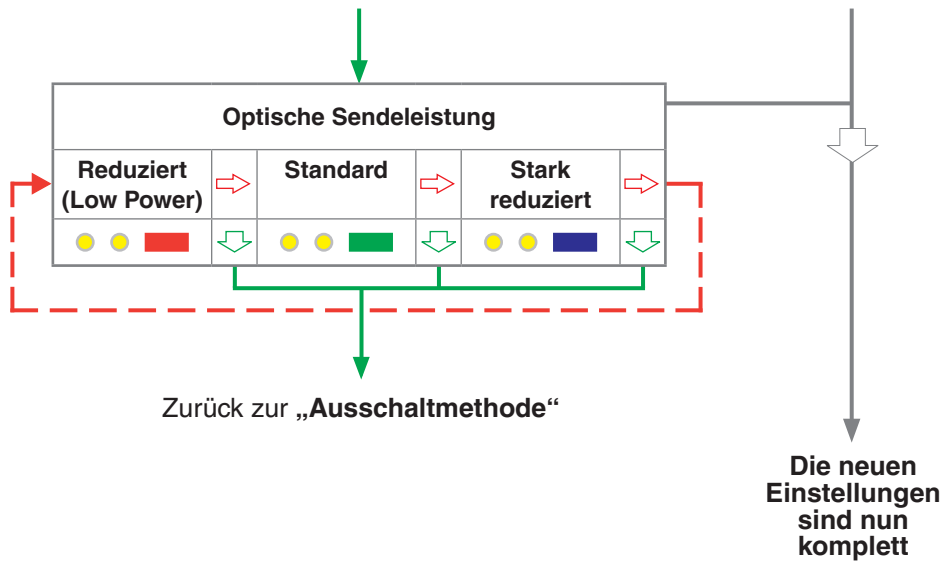 Optische Sendeleistung
Reduziert
(Low Power)
Standard
Stark
reduziert
Zurück zur „Ausschaltmethode“
Die neuen
Einstellungen
sind nun
komplett